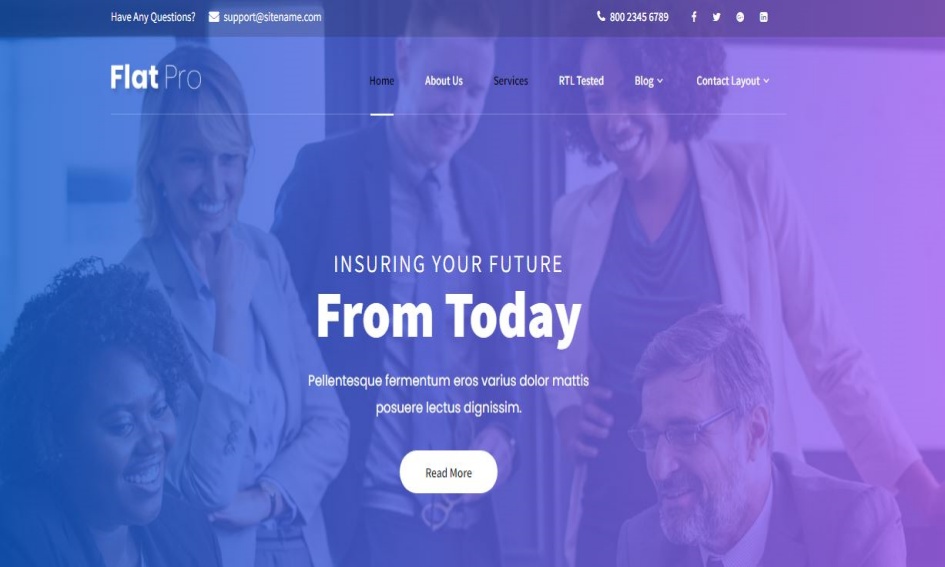 Have Any Questions? support@sitename.com 800 2345 6789
Flat Pro Home About Us Services RTL Tested Blog Contact Layout
INSURING YOUR FUTURE
From Today
Pellentesque fermentum eros varius dolor mattis
posuere lectus dignissim.
Read More